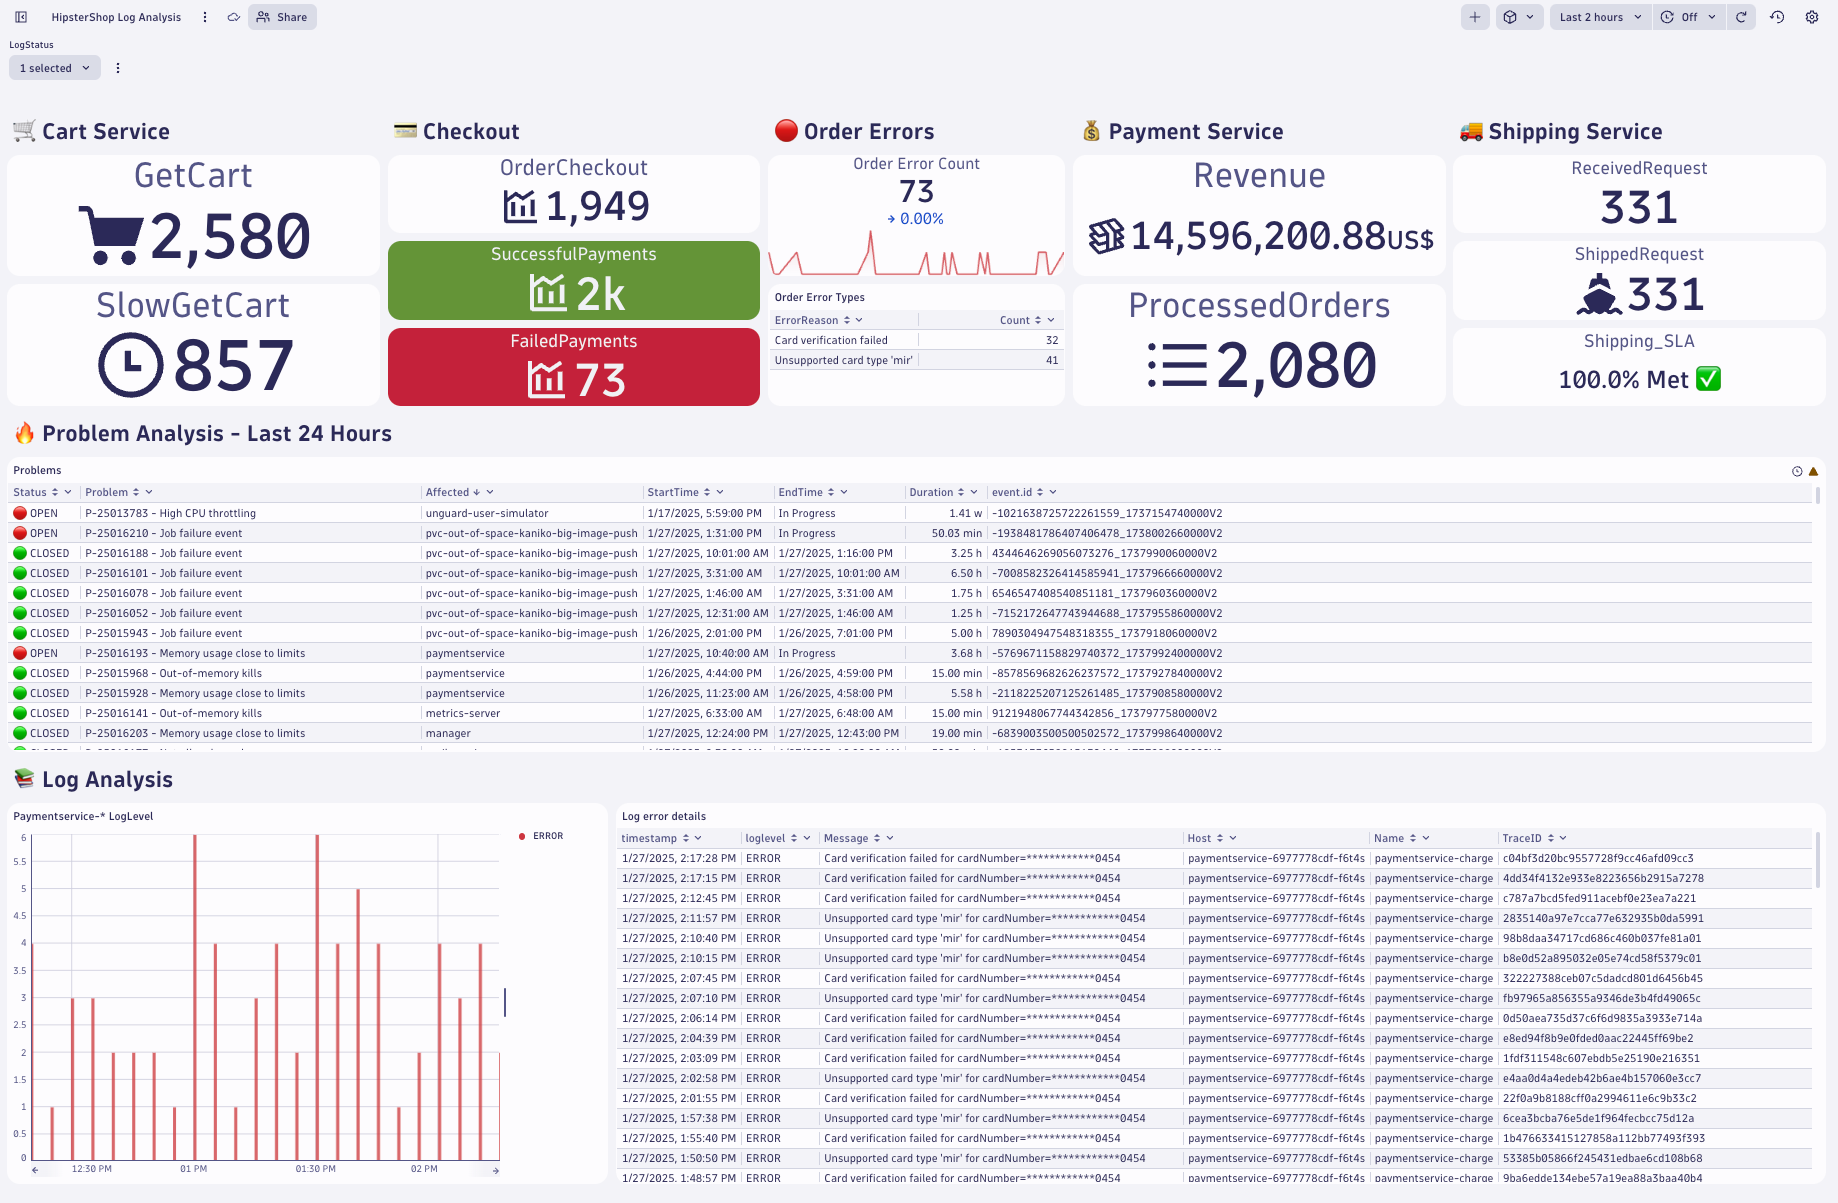 HipsterShop Log Analysis
Share
Last 2 hours
Off
LogStatus
1 selected
Cart Service
GetCart
2,580
SlowGetCart
857
Checkout
OrderCheckout
1,949
SuccessfulPayments
2k
FailedPayments
73
Order Errors
Order Error Count
73
0.00%
Order Error Types
ErrorReason Count
Card verification failed 32
Unsupported card type 'mir' 41
Payment Service
Revenue
14,596,200.88US$
ProcessedOrders
2,080
Shipping Service
ReceivedRequest
331
ShippedRequest
331
Shipping_SLA
100.0% Met
Problem Analysis - Last 24 Hours
Problems
Status Problem Affected StartTime EndTime Duration event.id
OPEN P-25013783 - High CPU throttling unguard-user-simulator 1/17/2025, 5:59:00 PM In Progress 1.41 w -1021638725722261559_1737154740000V2
OPEN P-25016210 - Job failure event pvc-out-of-space-kaniko-big-image-push 1/27/2025, 1:31:00 PM In Progress 50.03 min -1938481786407406478_1738002660000V2
CLOSED P-25016188 - Job failure event pvc-out-of-space-kaniko-big-image-push 1/27/2025, 10:01:00 AM 1/27/2025, 1:16:00 PM 3.25 h 4344646269056073276_1737990060000V2
CLOSED P-25016101 - Job failure event pvc-out-of-space-kaniko-big-image-push 1/27/2025, 3:31:00 AM 1/27/2025, 10:01:00 AM 6.50 h -7008582326414585941_1737966660000V2
CLOSED P-25016078 - Job failure event pvc-out-of-space-kaniko-big-image-push 1/27/2025, 1:46:00 AM 1/27/2025, 3:31:00 AM 1.75 h 6546547408540851181_1737960360000V2
CLOSED P-25016052 - Job failure event pvc-out-of-space-kaniko-big-image-push 1/27/2025, 12:31:00 AM 1/27/2025, 1:46:00 AM 1.25 h -7152172647743944688_1737955860000V2
CLOSED P-25015943 - Job failure event pvc-out-of-space-kaniko-big-image-push 1/26/2025, 2:01:00 PM 1/26/2025, 7:01:00 PM 5.00 h 7890304947548318355_1737918060000V2
OPEN P-25016193 - Memory usage close to limits paymentservice 1/27/2025, 10:40:00 AM In Progress 3.68 h -5769671158829740372_1737992400000V2
CLOSED P-25015968 - Out-of-memory kills paymentservice 1/26/2025, 4:44:00 PM 1/26/2025, 4:59:00 PM 15.00 min -8578569682626237572_1737927840000V2
CLOSED P-25015928 - Memory usage close to limits paymentservice 1/26/2025, 11:23:00 AM 1/26/2025, 4:58:00 PM 5.58 h -2118225207125261485_1737908580000V2
CLOSED P-25016141 - Out-of-memory kills metrics-server 1/27/2025, 6:33:00 AM 1/27/2025, 6:48:00 AM 15.00 min 9121948067744342856_1737977580000V2
CLOSED P-25016203 - Memory usage close to limits manager 1/27/2025, 12:24:00 PM 1/27/2025, 12:43:00 PM 19.00 min -6839003500500502572_1737998640000V2
Log Analysis
Paymentservice-* LogLevel
ERROR
6
5.5
5
4.5
4
3.5
3
2.5
2
1.5
1
0.5
0
12:30 PM 01 PM 01:30 PM 02 PM
Log error details
timestamp loglevel Message Host Name TraceID
1/27/2025, 2:17:28 PM ERROR Card verification failed for cardNumber=************0454 paymentservice-6977778cdf-f6t4s paymentservice-charge c04bf3d20bc9557728f9cc46afd09cc3
1/27/2025, 2:17:15 PM ERROR Card verification failed for cardNumber=************0454 paymentservice-6977778cdf-f6t4s paymentservice-charge 4dd34f4132e933e8223656b2915a7278
1/27/2025, 2:12:45 PM ERROR Card verification failed for cardNumber=************0454 paymentservice-6977778cdf-f6t4s paymentservice-charge c787a7bcd5fed911acebf0e23ea7a221
1/27/2025, 2:11:57 PM ERROR Unsupported card type 'mir' for cardNumber=************0454 paymentservice-6977778cdf-f6t4s paymentservice-charge 2835140a97e7cca77e632935b0da5991
1/27/2025, 2:10:40 PM ERROR Unsupported card type 'mir' for cardNumber=************0454 paymentservice-6977778cdf-f6t4s paymentservice-charge 98b8daa34717cd686c460b037fe81a01
1/27/2025, 2:10:15 PM ERROR Unsupported card type 'mir' for cardNumber=************0454 paymentservice-6977778cdf-f6t4s paymentservice-charge b8e0d52a895032e05e74cd58f5379c01
1/27/2025, 2:07:45 PM ERROR Card verification failed for cardNumber=************0454 paymentservice-6977778cdf-f6t4s paymentservice-charge 322227388ceb07c5dadcd801d6456b45
1/27/2025, 2:07:10 PM ERROR Unsupported card type 'mir' for cardNumber=************0454 paymentservice-6977778cdf-f6t4s paymentservice-charge fb97965a856355a9346de3b4fd49065c
1/27/2025, 2:06:14 PM ERROR Card verification failed for cardNumber=************0454 paymentservice-6977778cdf-f6t4s paymentservice-charge 0d50aea735d37c6f6d9835a3933e714a
1/27/2025, 2:04:39 PM ERROR Card verification failed for cardNumber=************0454 paymentservice-6977778cdf-f6t4s paymentservice-charge e8ed94f8b9e0fded0aac22445ff69be2
1/27/2025, 2:03:09 PM ERROR Card verification failed for cardNumber=************0454 paymentservice-6977778cdf-f6t4s paymentservice-charge 1fdf311548c607ebdb5e25190e216351
1/27/2025, 2:02:58 PM ERROR Unsupported card type 'mir' for cardNumber=************0454 paymentservice-6977778cdf-f6t4s paymentservice-charge e4aa0d4a4edeb42b6ae4b157060e3cc7
1/27/2025, 2:01:55 PM ERROR Card verification failed for cardNumber=************0454 paymentservice-6977778cdf-f6t4s paymentservice-charge 22f0a9b8188cff0a2994611e6c9b33c2
1/27/2025, 1:57:38 PM ERROR Unsupported card type 'mir' for cardNumber=************0454 paymentservice-6977778cdf-f6t4s paymentservice-charge 6cea3bcba76e5de1f964fecbcc75d12a
1/27/2025, 1:55:40 PM ERROR Card verification failed for cardNumber=************0454 paymentservice-6977778cdf-f6t4s paymentservice-charge 1b476633415127858a112bb77493f393
1/27/2025, 1:50:50 PM ERROR Unsupported card type 'mir' for cardNumber=************0454 paymentservice-6977778cdf-f6t4s paymentservice-charge 53385b05866f245431edbae6cd108b68
1/27/2025, 1:48:57 PM ERROR Card verification failed for cardNumber=************0454 paymentservice-6977778cdf-f6t4s paymentservice-charge 9ba6edde134ebe57a19ea88a3baa40b4